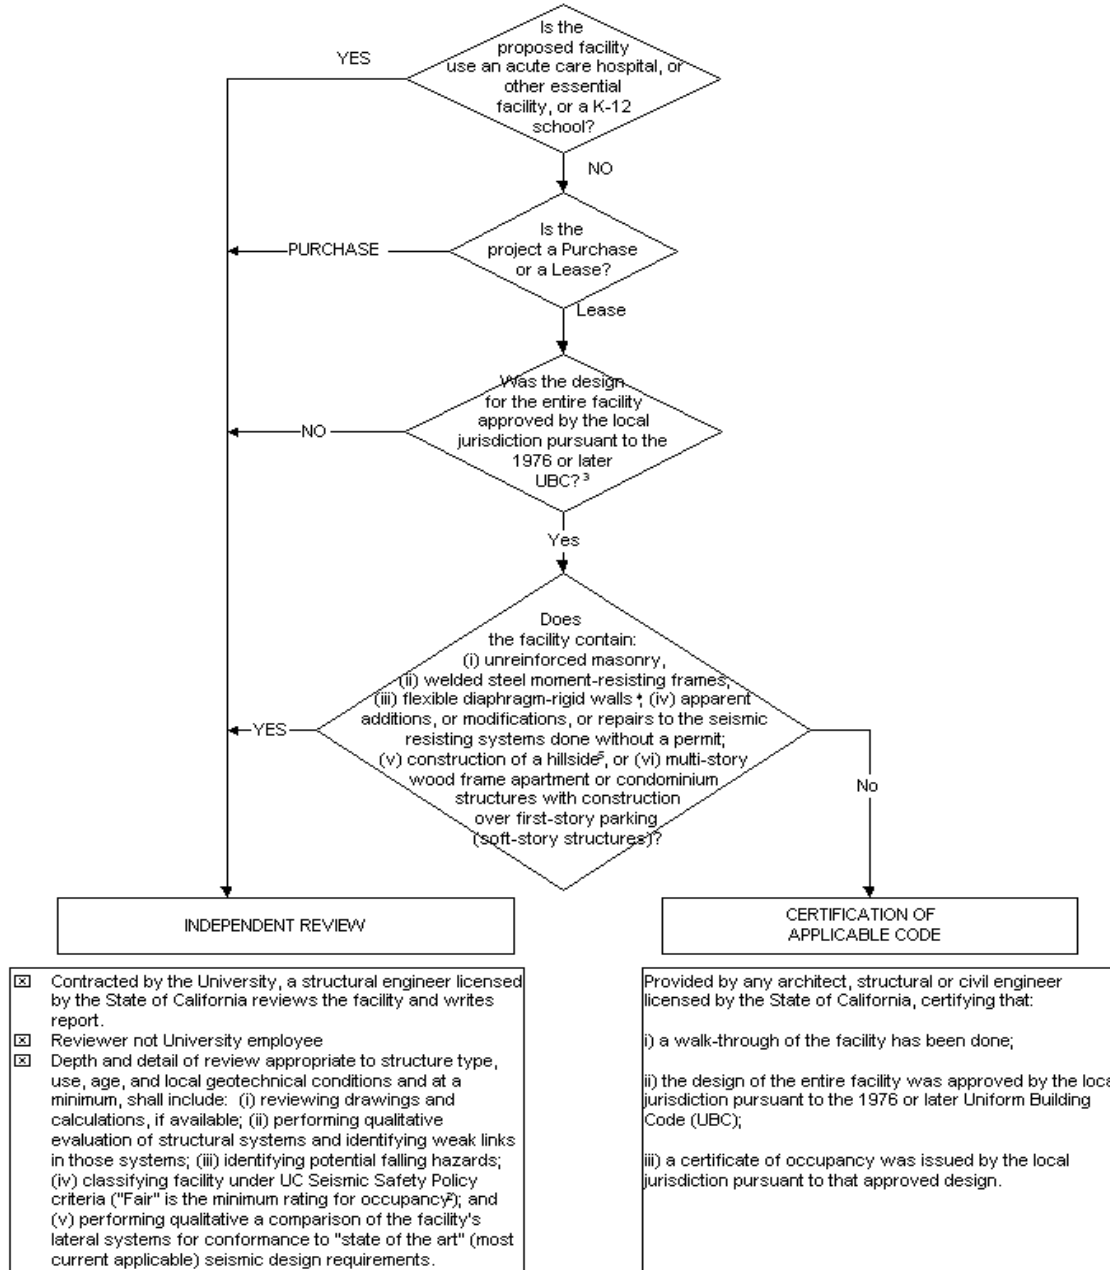 Is the
proposed facility
use an acute care hospital, or
other essential
facility, or a K-12
school?
YES
NO
Is the
project a Purchase
or a Lease?
PURCHASE
Lease
Was the design
for the entire facility
approved by the local
jurisdiction pursuant to the
1976 or later
UBC? ³
NO
Yes
Does
the facility contain:
(i) unreinforced masonry,
(ii) welded steel moment-resisting frames,
(iii) flexible diaphragm-rigid walls ⁴; (iv) apparent
additions, or modifications, or repairs to the seismic
resisting systems done without a permit;
(v) construction of a hillside⁵, or (vi) multi-story
wood frame apartment or condominium
structures with construction
over first-story parking
(soft-story structures)?
YES
No
INDEPENDENT REVIEW
☒ Contracted by the University, a structural engineer licensed
by the State of California reviews the facility and writes
report.
☒ Reviewer not University employee
☒ Depth and detail of review appropriate to structure type,
use, age, and local geotechnical conditions and at a
minimum, shall include: (i) reviewing drawings and
calculations, if available; (ii) performing qualitative
evaluation of structural systems and identifying weak links
in those systems; (iii) identifying potential falling hazards;
(iv) classifying facility under UC Seismic Safety Policy
criteria ("Fair" is the minimum rating for occupancy²); and
(v) performing qualitative a comparison of the facility's
lateral systems for conformance to "state of the art" (most
current applicable) seismic design requirements.
CERTIFICATION OF
APPLICABLE CODE
Provided by any architect, structural or civil engineer
licensed by the State of California, certifying that:
i) a walk-through of the facility has been done;
ii) the design of the entire facility was approved by the local
jurisdiction pursuant to the 1976 or later Uniform Building
Code (UBC);
iii) a certificate of occupancy was issued by the local
jurisdiction pursuant to that approved design.